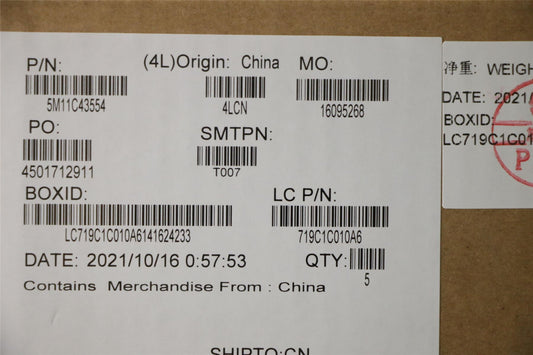 P/N:
(4L)Origin: China
MO:
5M11C43554
4LCN
16095268
PO:
SMTPN:
4501712911
T007
BOXID:
LC P/N:
LC719C1C010A6141624233
719C1C010A6
DATE: 2021/10/16 0:57:53
QTY:
5
Contains Merchandise From : China
SHIPTO:CN
净重: WEIGH
DATE: 2021/
BOXID:
LC719C1C01
P